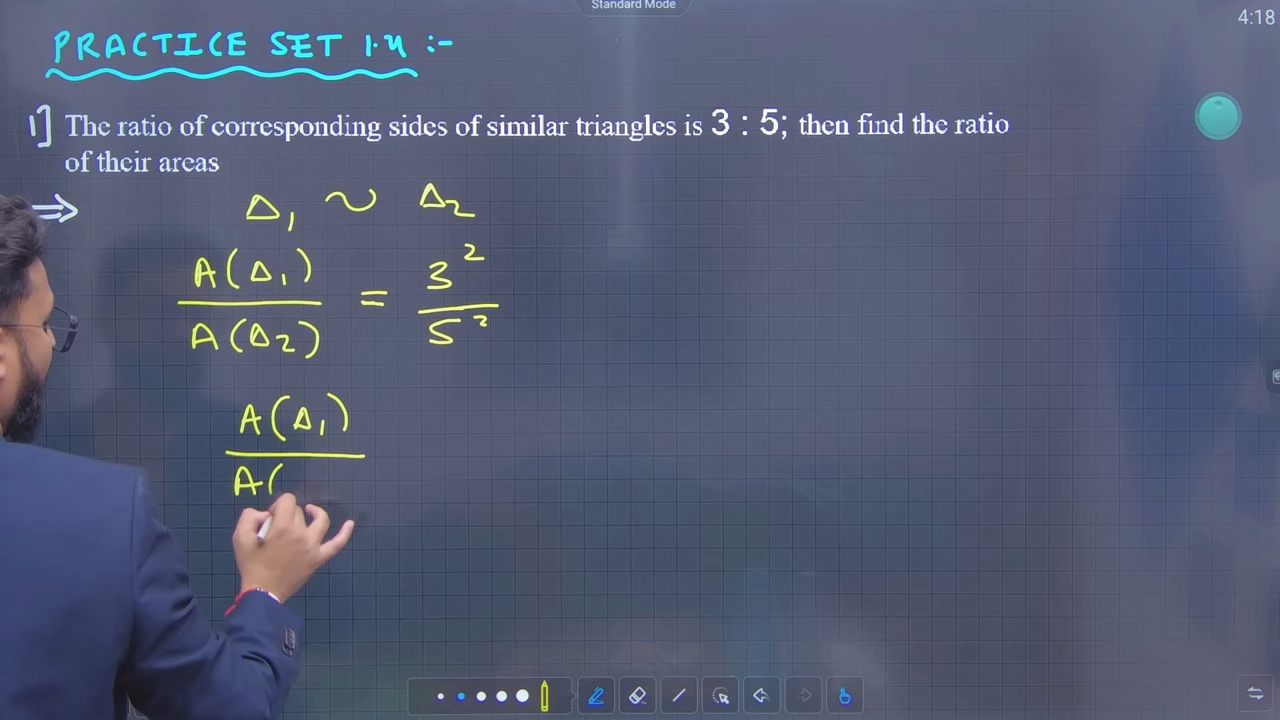 Standard Mode
4:18
PRACTICE SET 1.4 :-
1] The ratio of corresponding sides of similar triangles is 3 : 5; then find the ratio
of their areas
⇒ Δ₁ ~ Δ₂
A(Δ₁) / A(Δ₂) = 3² / 5²
A(Δ₁)
A(